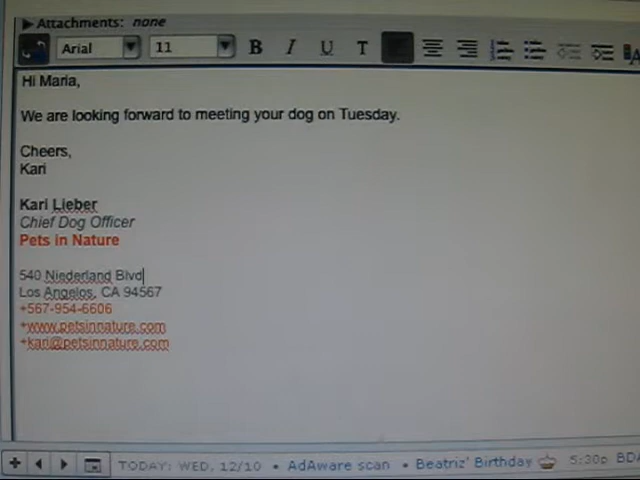 Attachments: none
Arial 11 B I U T
Hi Maria,
We are looking forward to meeting your dog on Tuesday.
Cheers,
Kari
Kari Lieber
Chief Dog Officer
Pets in Nature
540 Niederland Blvd
Los Angelos, CA 94567
+567-954-6606
+www.petsinnature.com
+kari@petsinnature.com
TODAY: WED, 12/10 • AdAware scan • Beatriz' Birthday 5:30p BDA